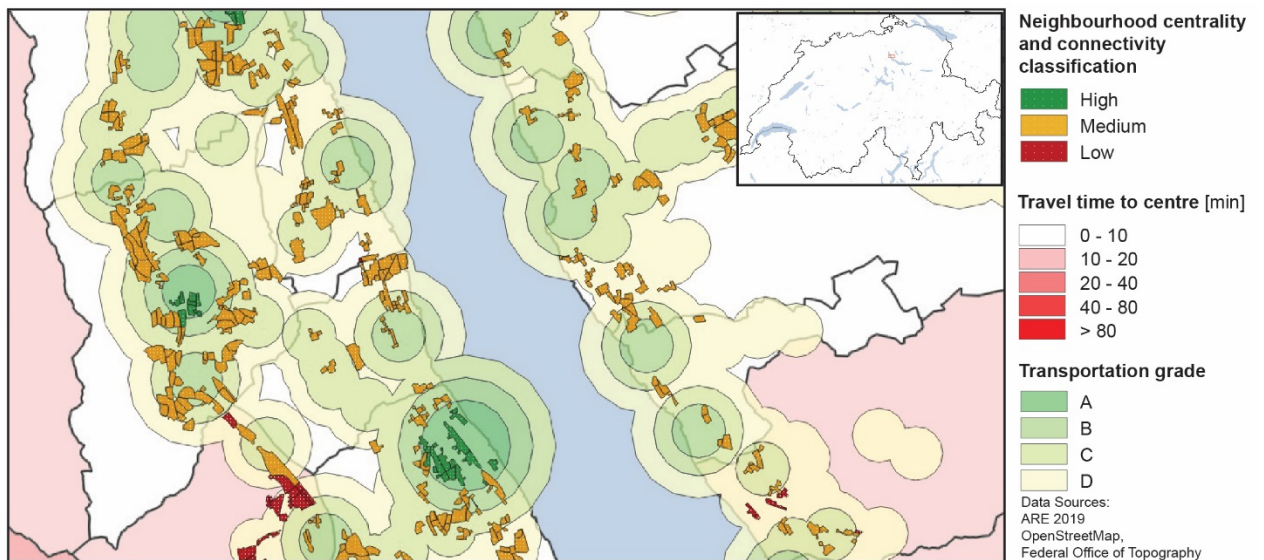 Neighbourhood centrality
and connectivity
classification
High
Medium
Low
Travel time to centre [min]
0 - 10
10 - 20
20 - 40
40 - 80
> 80
Transportation grade
A
B
C
D
Data Sources:
ARE 2019
OpenStreetMap,
Federal Office of Topography